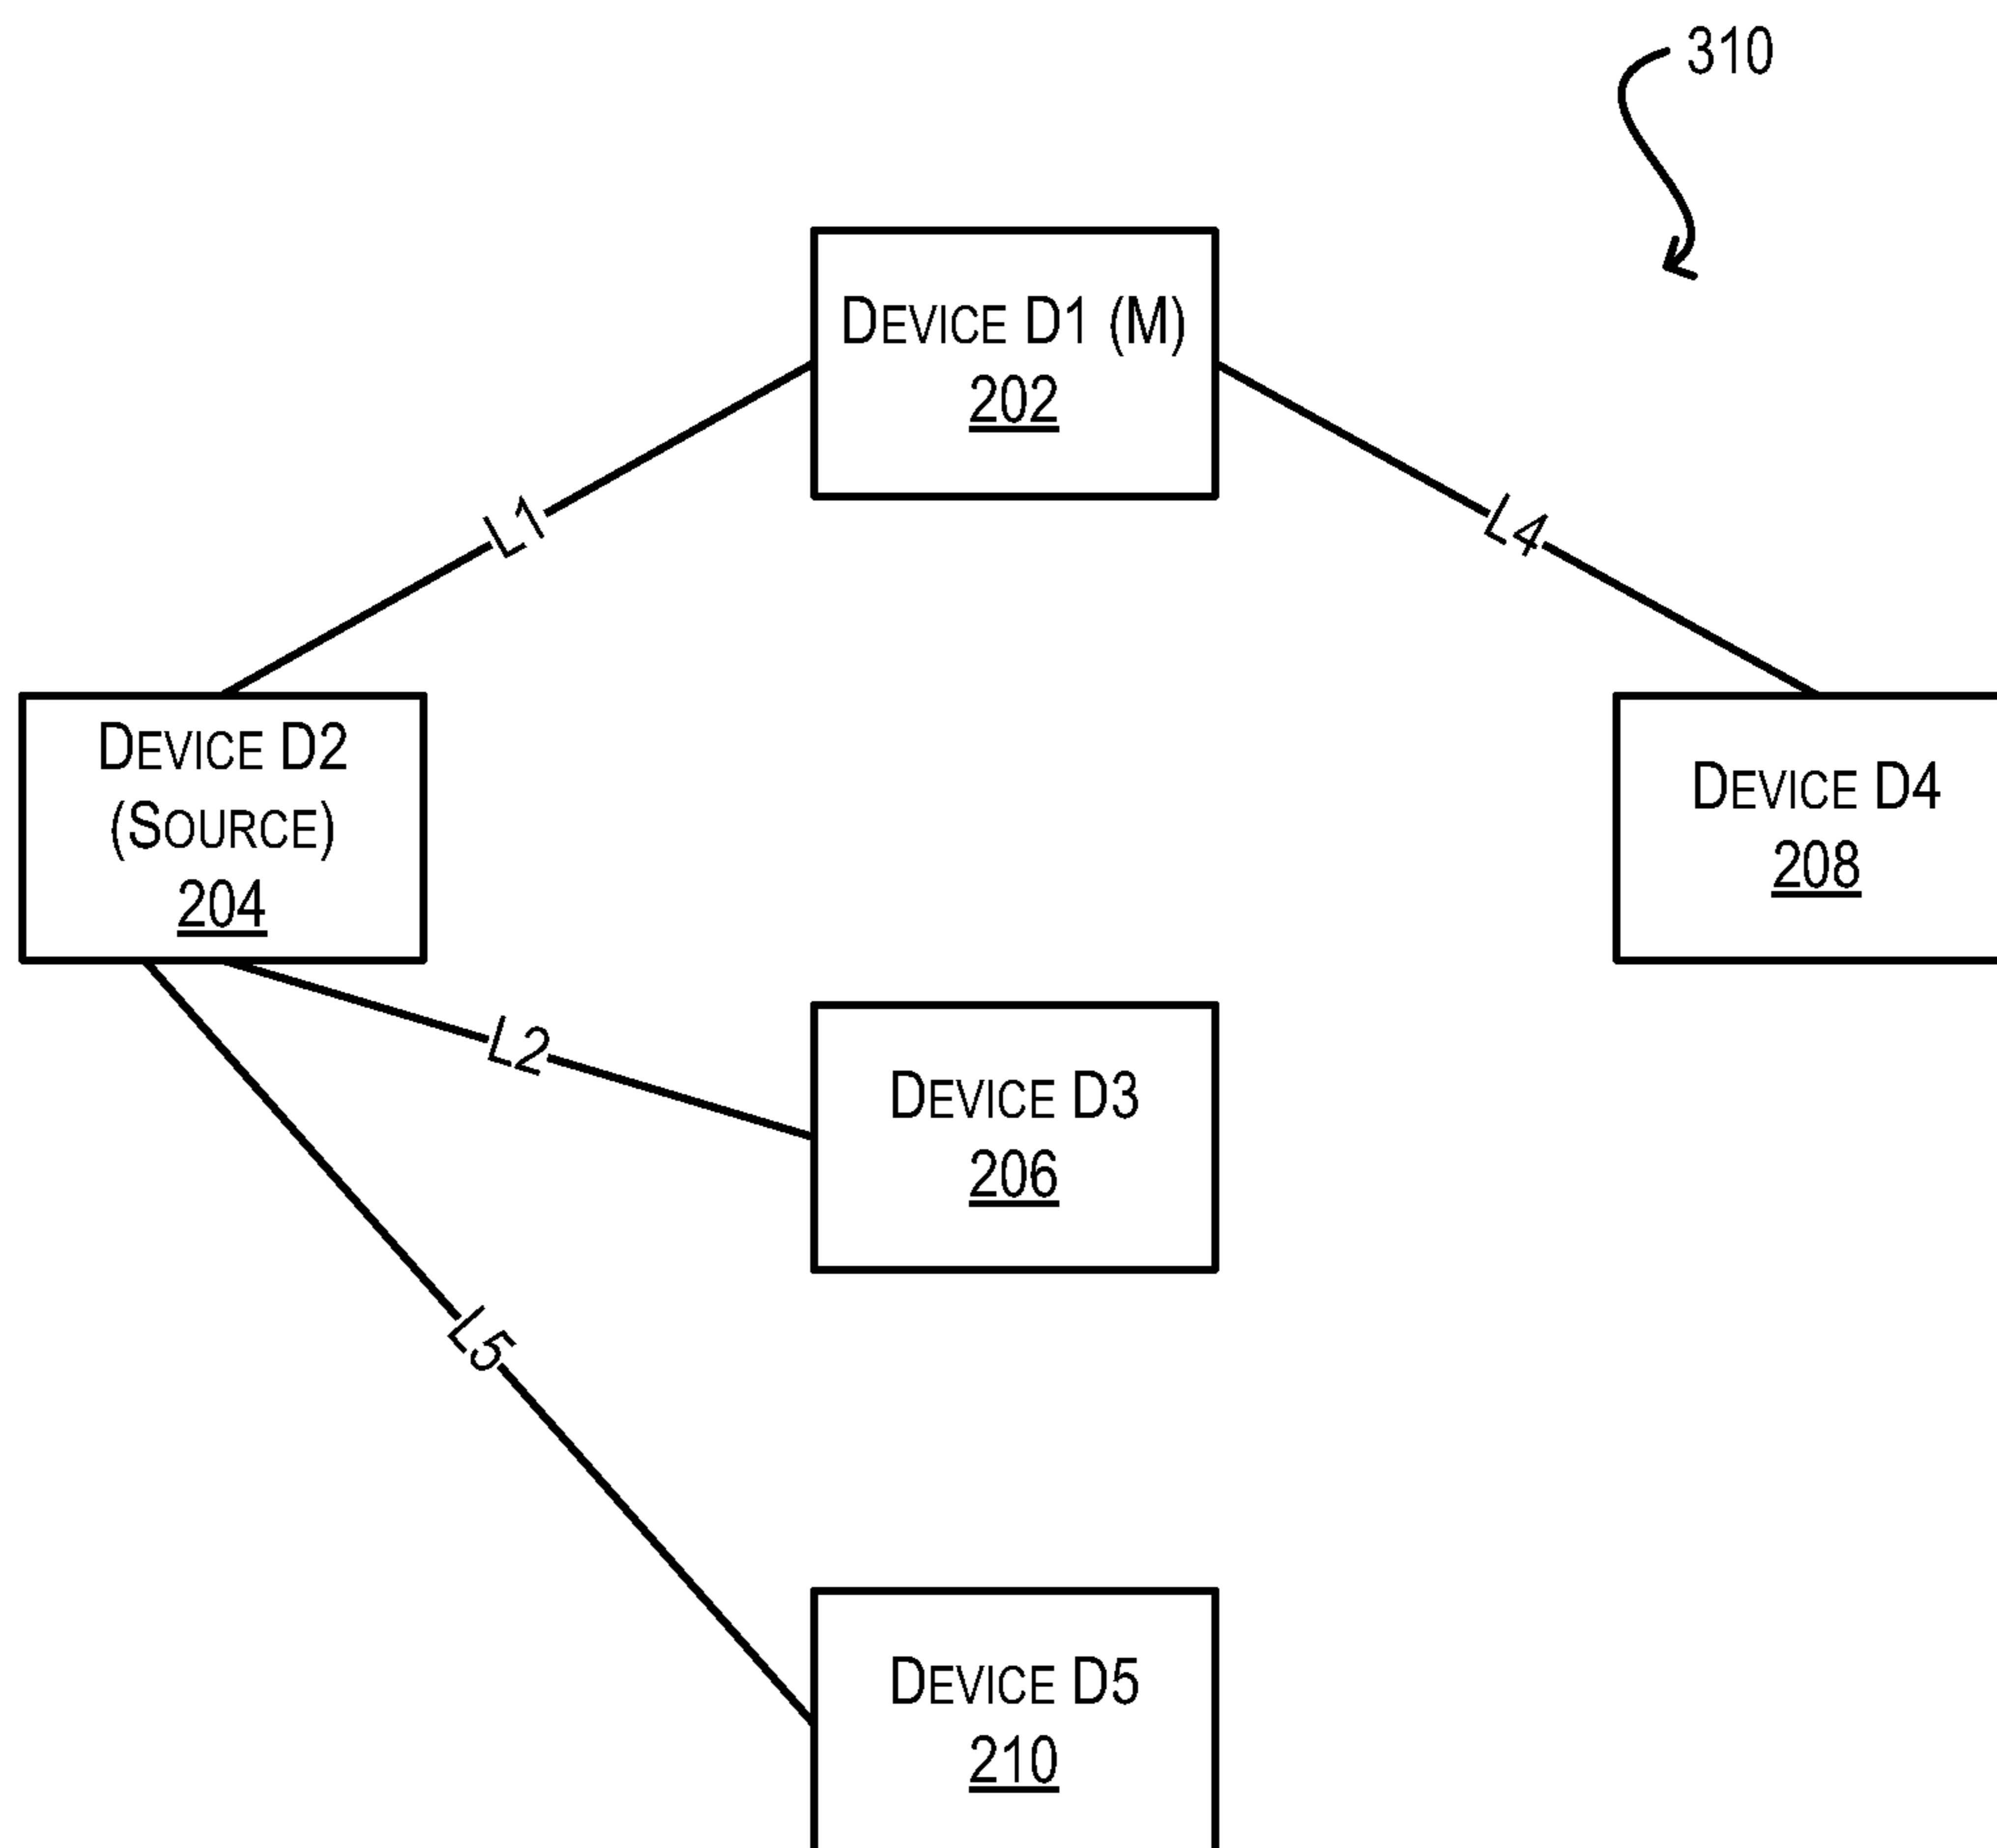 310
DEVICE D1 (M)
202
L1
L4
DEVICE D2
(SOURCE)
204
DEVICE D4
208
L2
DEVICE D3
206
L5
DEVICE D5
210